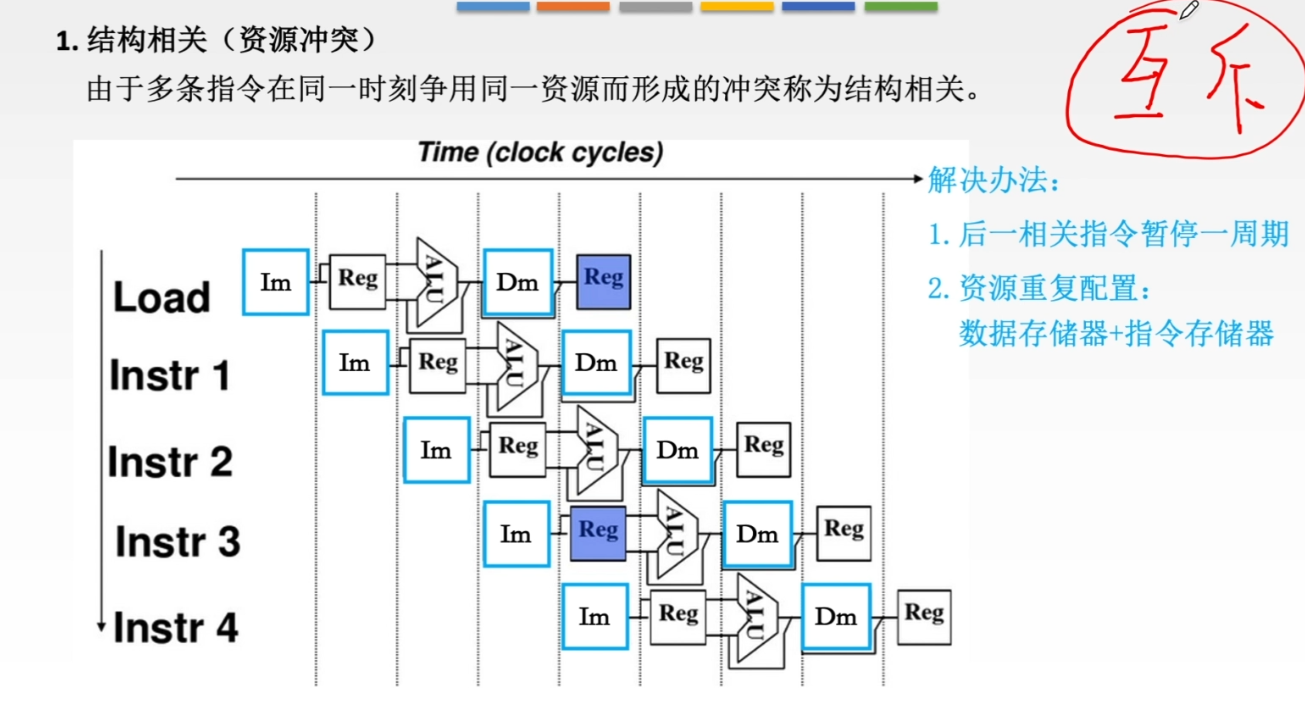 1. 结构相关（资源冲突）
互斥
由于多条指令在同一时刻争用同一资源而形成的冲突称为结构相关。
Time (clock cycles)
解决办法：
1. 后一相关指令暂停一周期
2. 资源重复配置：
数据存储器+指令存储器
Load Im Reg ALU Dm Reg
Instr 1 Im Reg ALU Dm Reg
Instr 2 Im Reg ALU Dm Reg
Instr 3 Im Reg ALU Dm Reg
Instr 4 Im Reg ALU Dm Reg